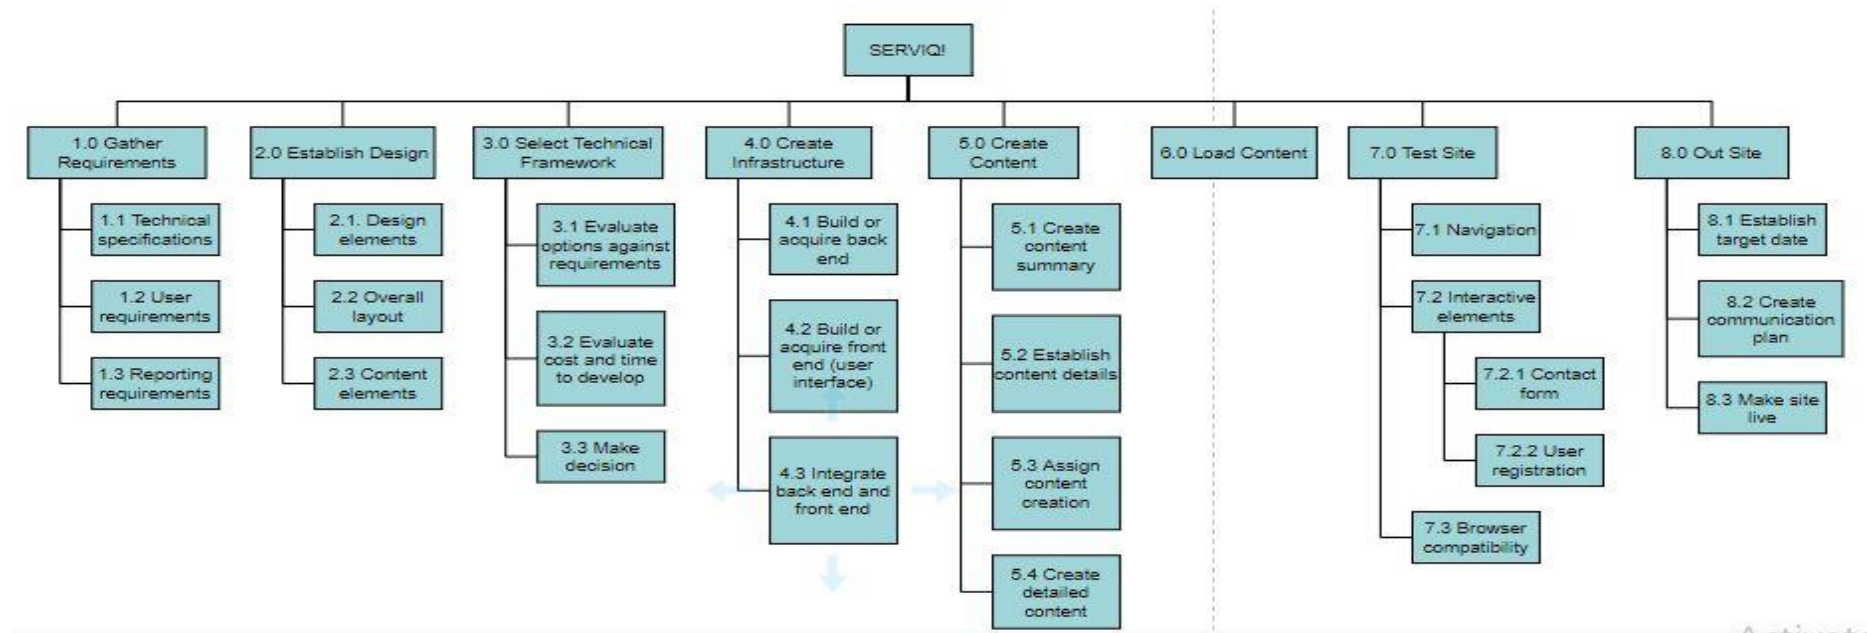 SERVIQ!
1.0 Gather
Requirements
1.1 Technical
specifications
1.2 User
requirements
1.3 Reporting
requirements
2.0 Establish Design
2.1. Design
elements
2.2 Overall
layout
2.3 Content
elements
3.0 Select Technical
Framework
3.1 Evaluate
options against
requirements
3.2 Evaluate
cost and time
to develop
3.3 Make
decision
4.0 Create
Infrastructure
4.1 Build or
acquire back
end
4.2 Build or
acquire front
end (user
interface)
4.3 Integrate
back end and
front end
5.0 Create
Content
5.1 Create
content
summary
5.2 Establish
content details
5.3 Assign
content
creation
5.4 Create
detailed
content
6.0 Load Content
7.0 Test Site
7.1 Navigation
7.2 Interactive
elements
7.2.1 Contact
form
7.2.2 User
registration
7.3 Browser
compatibility
8.0 Out Site
8.1 Establish
target date
8.2 Create
communication
plan
8.3 Make site
live